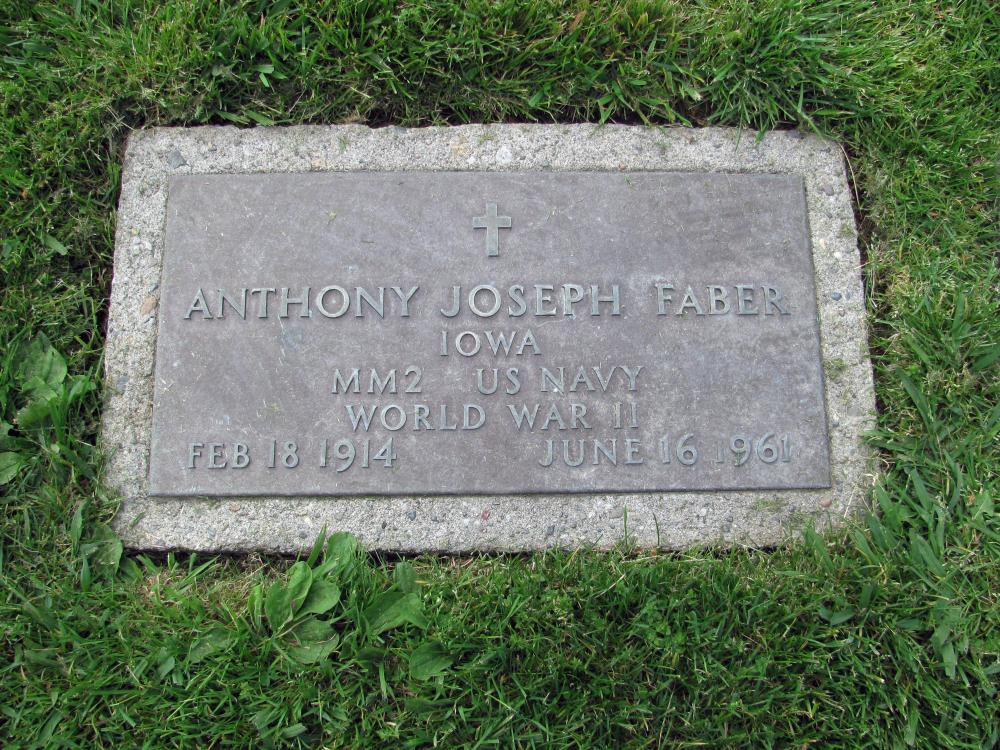 ANTHONY JOSEPH FABER
IOWA
MM2 US NAVY
WORLD WAR II
FEB 18 1914 JUNE 16 1961